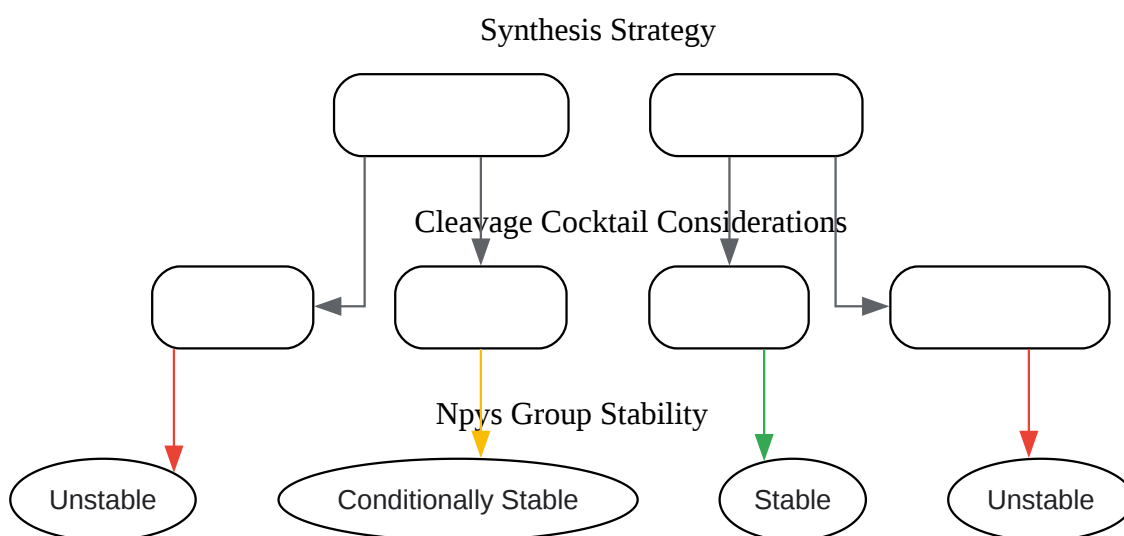 Synthesis Strategy
Cleavage Cocktail Considerations
Npys Group Stability
Unstable
Conditionally Stable
Stable
Unstable